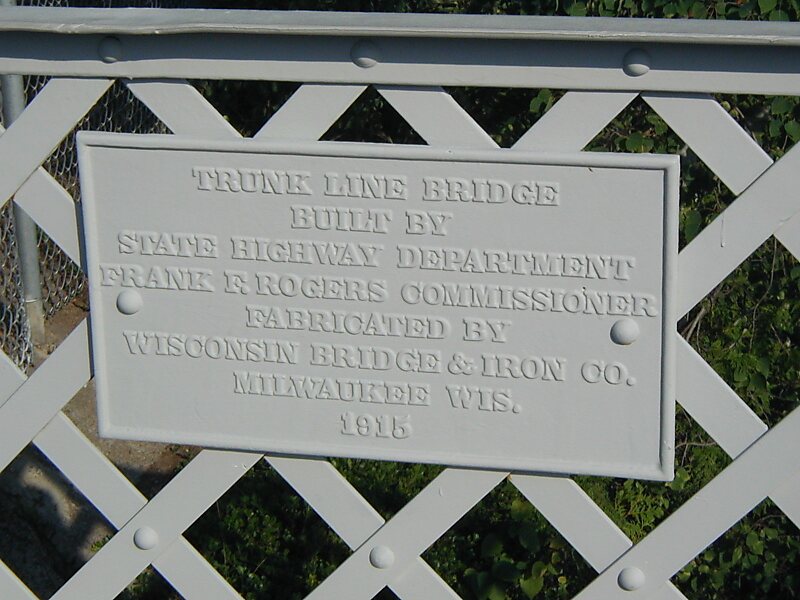 TRUNK LINE BRIDGE
BUILT BY
STATE HIGHWAY DEPARTMENT
FRANK F. ROGERS COMMISSIONER
FABRICATED BY
WISCONSIN BRIDGE & IRON CO.
MILWAUKEE WIS.
1915